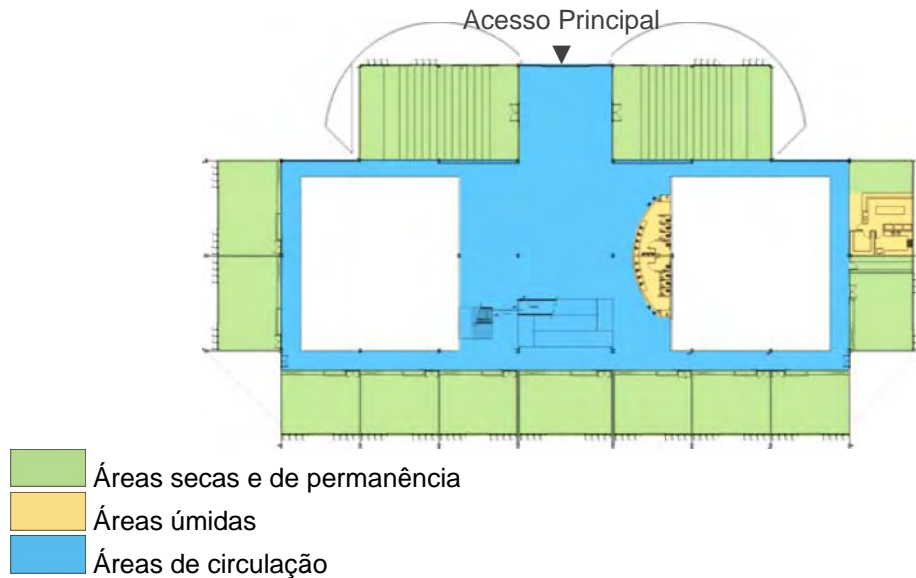 Acesso Principal
Áreas secas e de permanência
Áreas úmidas
Áreas de circulação